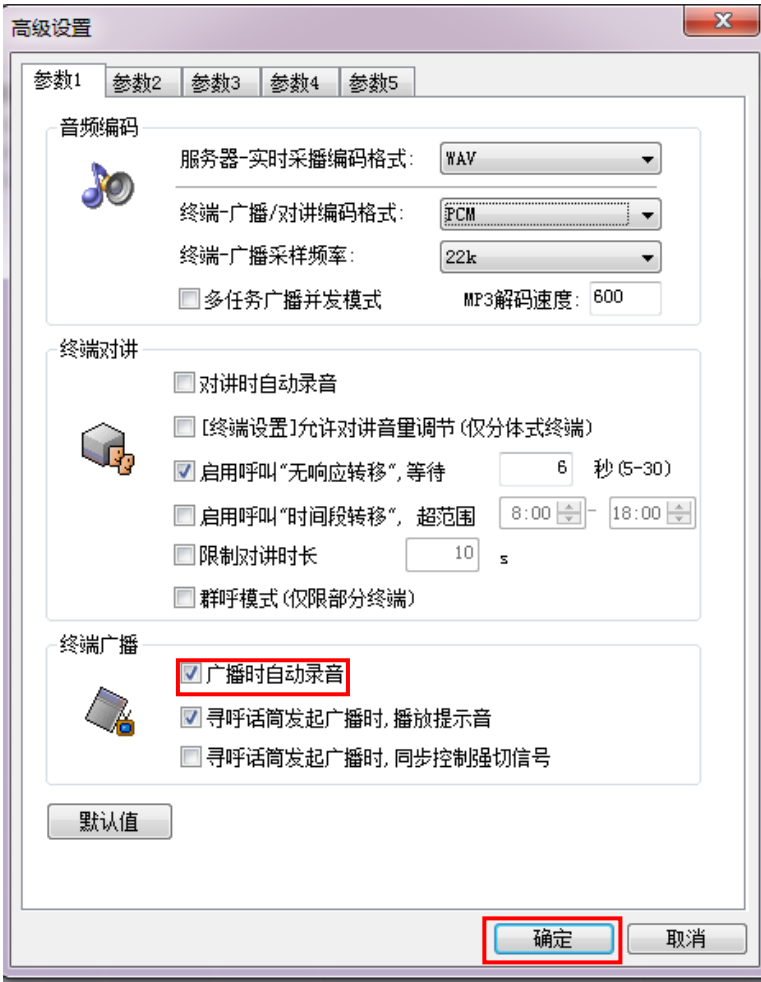 高级设置
参数1 参数2 参数3 参数4 参数5
音频编码
服务器-实时采播编码格式: WAV
终端-广播/对讲编码格式: PCM
终端-广播采样频率: 22k
多任务广播并发模式 MP3解码速度: 600
终端对讲
对讲时自动录音
[终端设置]允许对讲音量调节(仅分体式终端)
启用呼叫“无响应转移”, 等待 6 秒(5-30)
启用呼叫“时间段转移”, 超范围 8:00 - 18:00
限制对讲时长 10 s
群呼模式(仅限部分终端)
终端广播
广播时自动录音
寻呼话筒发起广播时, 播放提示音
寻呼话筒发起广播时, 同步控制强切信号
默认值
确定 取消